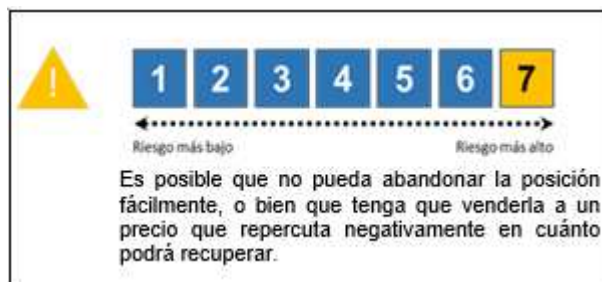 !
1 2 3 4 5 6 7
Riesgo más bajo Riesgo más alto
Es posible que no pueda abandonar la posición
fácilmente, o bien que tenga que venderla a un
precio que repercuta negativamente en cuánto
podrá recuperar.